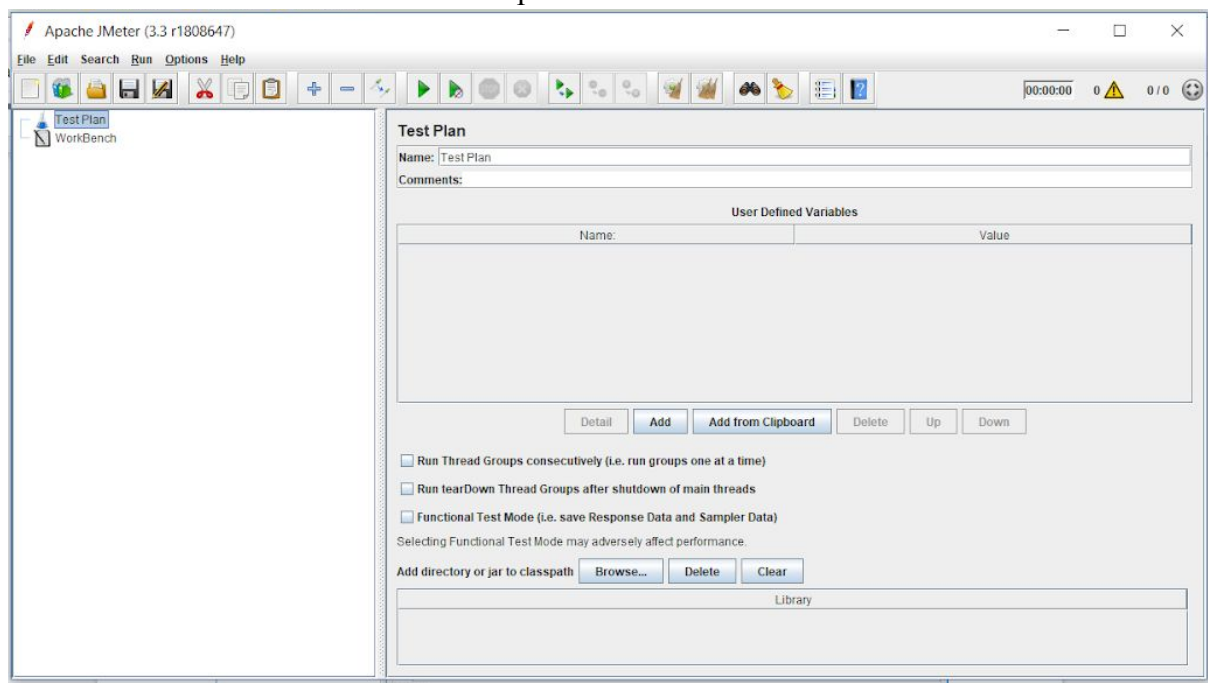 Apache JMeter (3.3 r1808647)
File Edit Search Run Options Help
00:00:00 0 0 / 0
Test Plan
WorkBench
Test Plan
Name: Test Plan
Comments:
User Defined Variables
Name: Value
Detail Add Add from Clipboard Delete Up Down
Run Thread Groups consecutively (i.e. run groups one at a time)
Run tearDown Thread Groups after shutdown of main threads
Functional Test Mode (i.e. save Response Data and Sampler Data)
Selecting Functional Test Mode may adversely affect performance.
Add directory or jar to classpath Browse... Delete Clear
Library